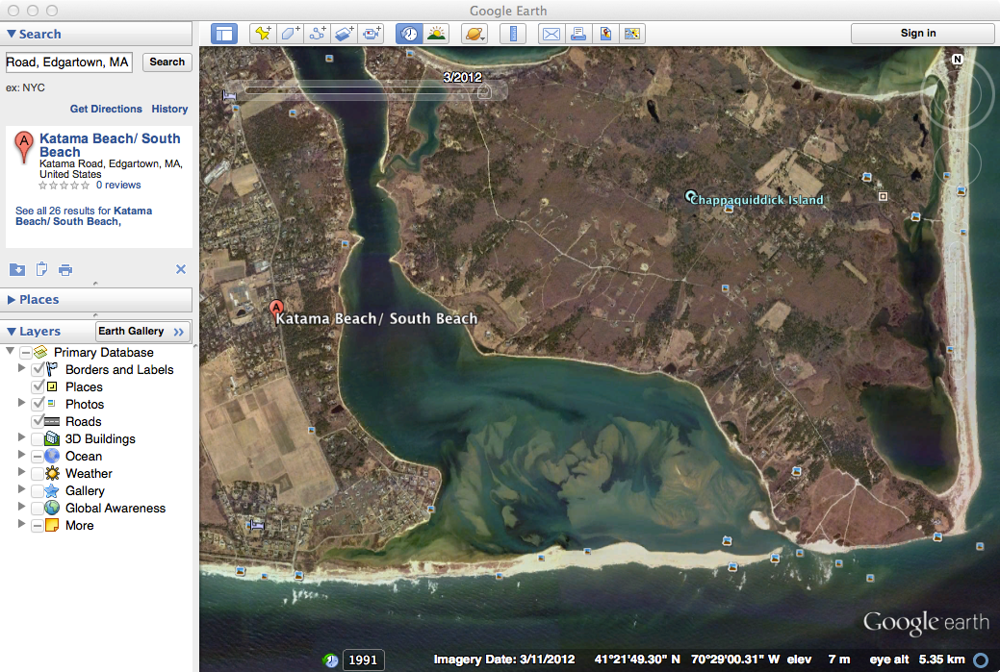 Google Earth
Search
Road, Edgartown, MA
Search
ex: NYC
Get Directions
History
A
Katama Beach/ South
Beach
Katama Road, Edgartown, MA,
United States
0 reviews
See all 26 results for Katama
Beach/ South Beach,
Places
Layers
Earth Gallery »
Primary Database
Borders and Labels
Places
Photos
Roads
3D Buildings
Ocean
Weather
Gallery
Global Awareness
More
Sign in
3/2012
N
Chappaquiddick Island
A
Katama Beach/ South Beach
Google earth
1991
Imagery Date: 3/11/2012 41°21'49.30" N 70°29'00.31" W elev 7 m eye alt 5.35 km